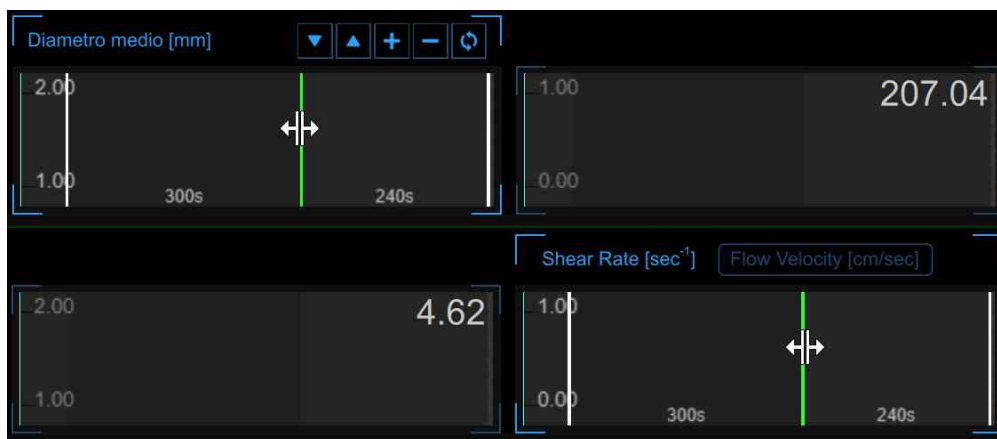 Diametro medio [mm]
2.00
1.00
300s 240s
1.00
207.04
0.00
2.00
4.62
1.00
Shear Rate [sec⁻¹] Flow Velocity [cm/sec]
1.00
0.00
300s 240s